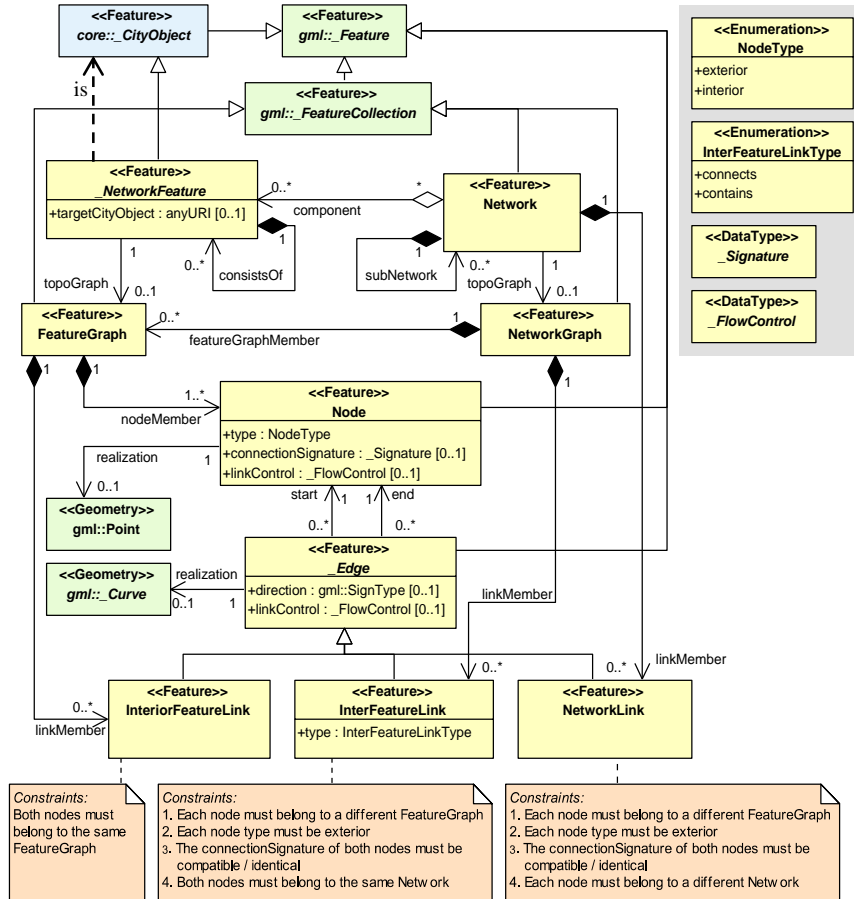 <<Feature>>
core::_CityObject
<<Feature>>
gml::_Feature
is
<<Feature>>
gml::_FeatureCollection
<<Enumeration>>
NodeType
+exterior
+interior
<<Enumeration>>
InterFeatureLinkType
+connects
+contains
<<DataType>>
_Signature
<<DataType>>
_FlowControl
<<Feature>>
_NetworkFeature
+targetCityObject : anyURI [0..1]
0..*
component
*
<<Feature>>
Network
1
1
0..*
consistsOf
1
subNetwork
0..*
1
topoGraph
0..1
1
topoGraph
0..1
<<Feature>>
FeatureGraph
0..*
featureGraphMember
1
<<Feature>>
NetworkGraph
1
1
1
1..*
nodeMember
<<Feature>>
Node
+type : NodeType
+connectionSignature : _Signature [0..1]
+linkControl : _FlowControl [0..1]
realization
1
0..1
<<Geometry>>
gml::Point
start
1
1
end
0..*
0..*
<<Feature>>
_Edge
+direction : gml::SignType [0..1]
+linkControl : _FlowControl [0..1]
realization
0..1
1
<<Geometry>>
gml::_Curve
linkMember
0..*
0..*
linkMember
0..*
linkMember
<<Feature>>
InteriorFeatureLink
<<Feature>>
InterFeatureLink
+type : InterFeatureLinkType
<<Feature>>
NetworkLink
Constraints:
Both nodes must
belong to the same
FeatureGraph
Constraints:
1. Each node must belong to a different FeatureGraph
2. Each node type must be exterior
3. The connectionSignature of both nodes must be
compatible / identical
4. Both nodes must belong to the same Network
Constraints:
1. Each node must belong to a different FeatureGraph
2. Each node type must be exterior
3. The connectionSignature of both nodes must be
compatible / identical
4. Each node must belong to a different Network